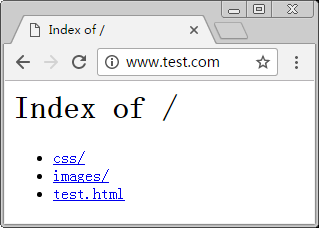 Index of /
www.test.com
Index of /
css/
images/
test.html